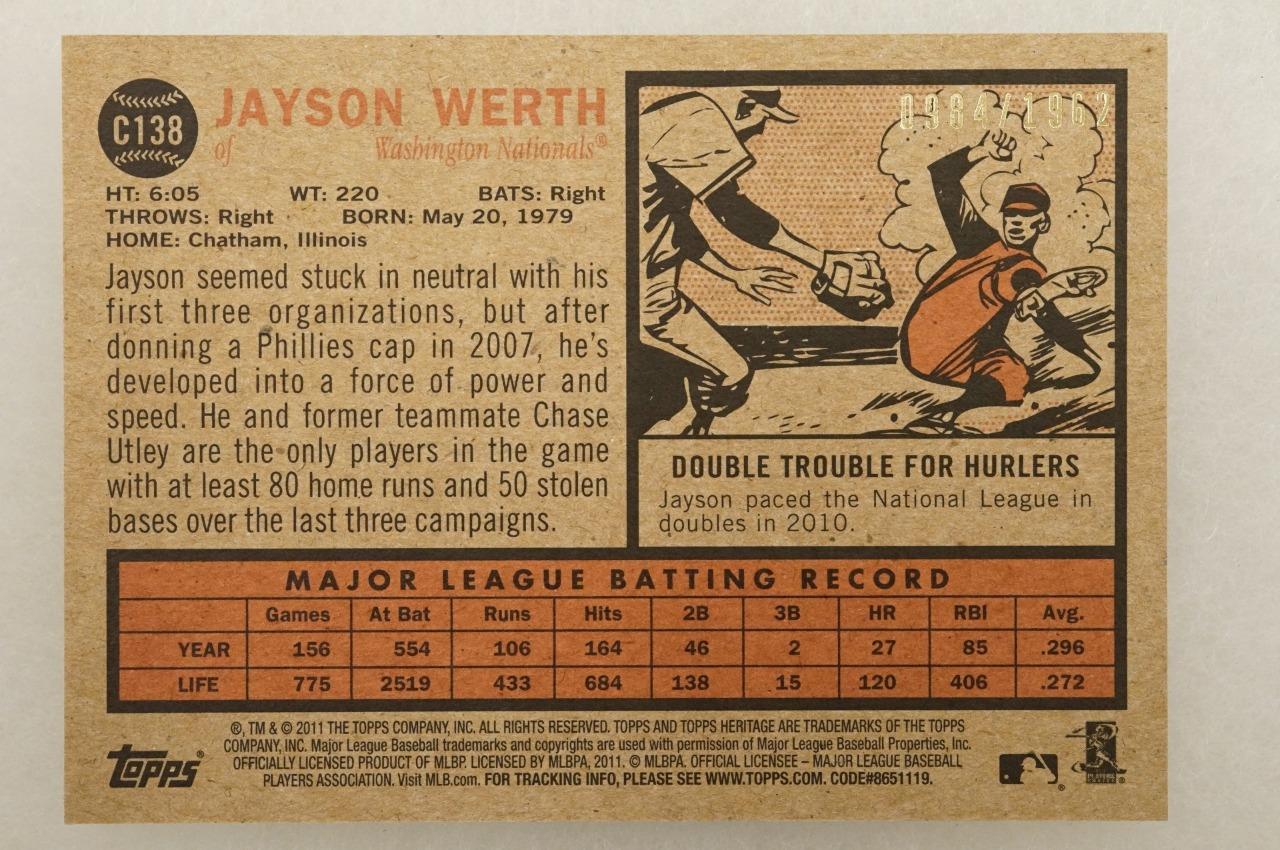 C138
JAYSON WERTH
of Washington Nationals®
HT: 6:05 WT: 220 BATS: Right
THROWS: Right BORN: May 20, 1979
HOME: Chatham, Illinois
Jayson seemed stuck in neutral with his
first three organizations, but after
donning a Phillies cap in 2007, he's
developed into a force of power and
speed. He and former teammate Chase
Utley are the only players in the game
with at least 80 home runs and 50 stolen
bases over the last three campaigns.
0964/1962
DOUBLE TROUBLE FOR HURLERS
Jayson paced the National League in
doubles in 2010.
MAJOR LEAGUE BATTING RECORD
Games At Bat Runs Hits 2B 3B HR RBI Avg.
YEAR 156 554 106 164 46 2 27 85 .296
LIFE 775 2519 433 684 138 15 120 406 .272
Topps®
®, TM & © 2011 THE TOPPS COMPANY, INC. ALL RIGHTS RESERVED. TOPPS AND TOPPS HERITAGE ARE TRADEMARKS OF THE TOPPS
COMPANY, INC. Major League Baseball trademarks and copyrights are used with permission of Major League Baseball Properties, Inc.
OFFICIALLY LICENSED PRODUCT OF MLBP. LICENSED BY MLBPA, 2011. © MLBPA. OFFICIAL LICENSEE – MAJOR LEAGUE BASEBALL
PLAYERS ASSOCIATION. Visit MLB.com. FOR TRACKING INFO, PLEASE SEE WWW.TOPPS.COM. CODE#8651119.